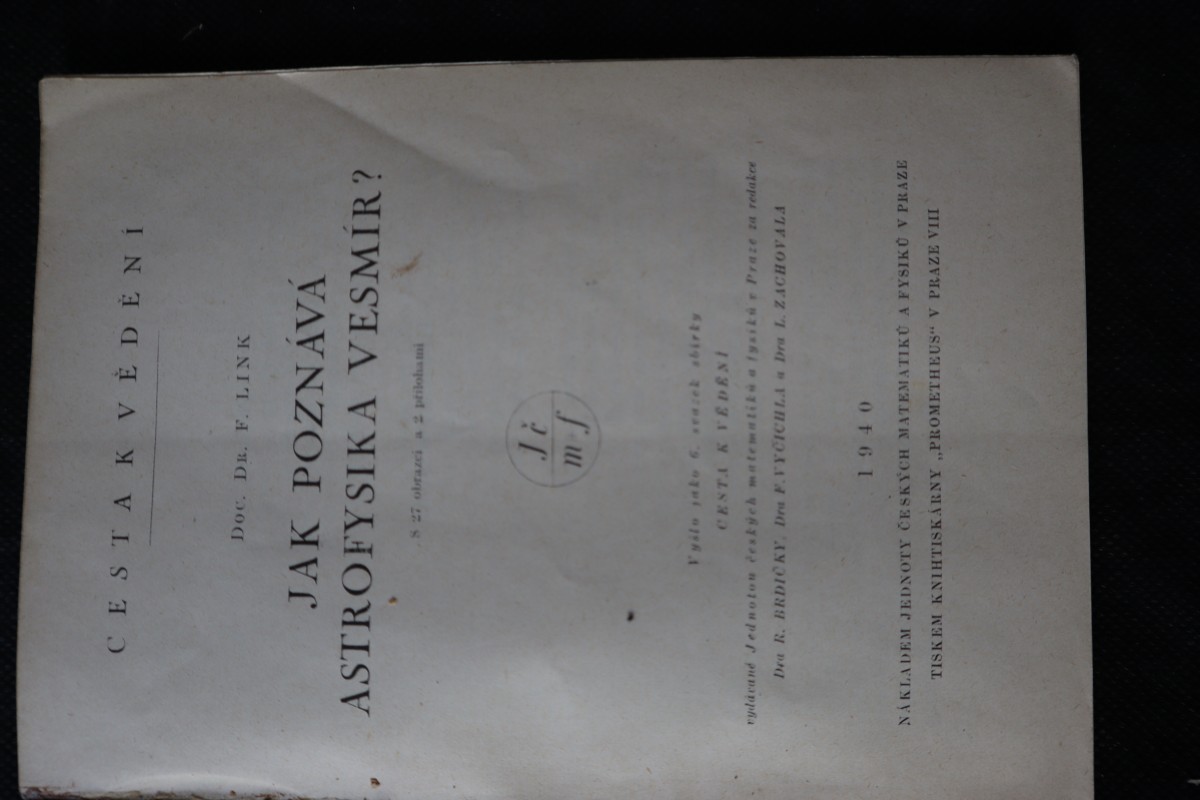 CESTA K VĚDĚNÍ
Doc. Dr. F. LINK
JAK POZNÁVÁ
ASTROFYSIKA VESMÍR?
S 27 obrazci a 2 přílohami
Jč
mf
Vyšlo jako 6. svazek sbírky
CESTA K VĚDĚNÍ
vydávané Jednotou českých matematiků a fysiků v Praze za redakce
Dra R. BRDIČKY, Dra F. VYČICHLA a Dra L. ZACHOVALA
1940
NÁKLADEM JEDNOTY ČESKÝCH MATEMATIKŮ A FYSIKŮ V PRAZE
TISKEM KNIHTISKÁRNY „PROMETHEUS“ V PRAZE VIII